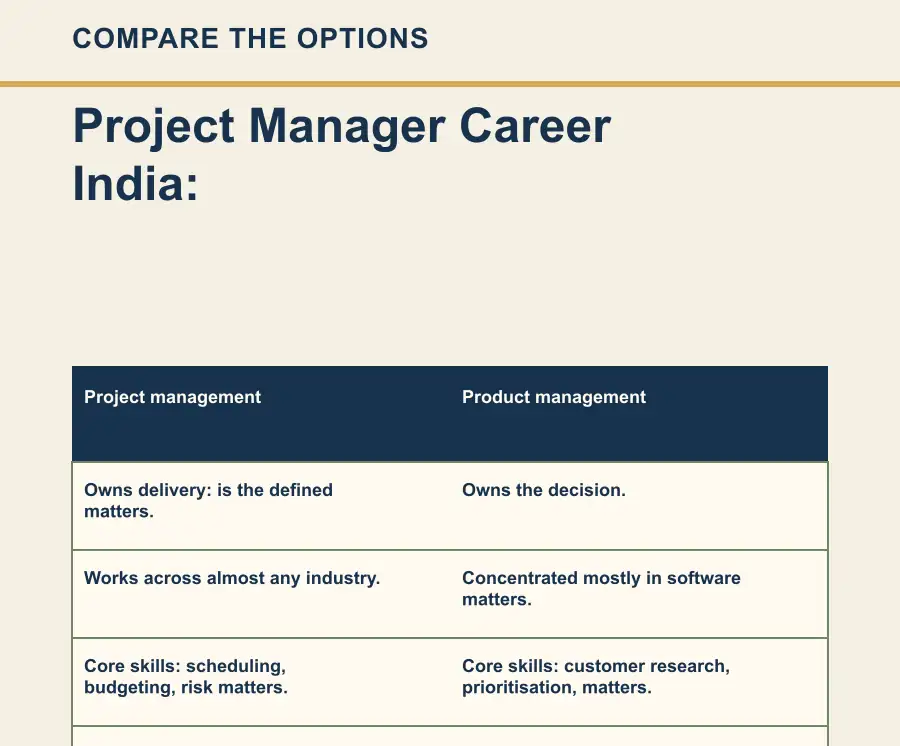 COMPARE THE OPTIONS
Project Manager Career
India:
Project management
Product management
Owns delivery: is the defined
matters.
Owns the decision.
Works across almost any industry.
Concentrated mostly in software
matters.
Core skills: scheduling,
budgeting, risk matters.
Core skills: customer research,
prioritisation, matters.